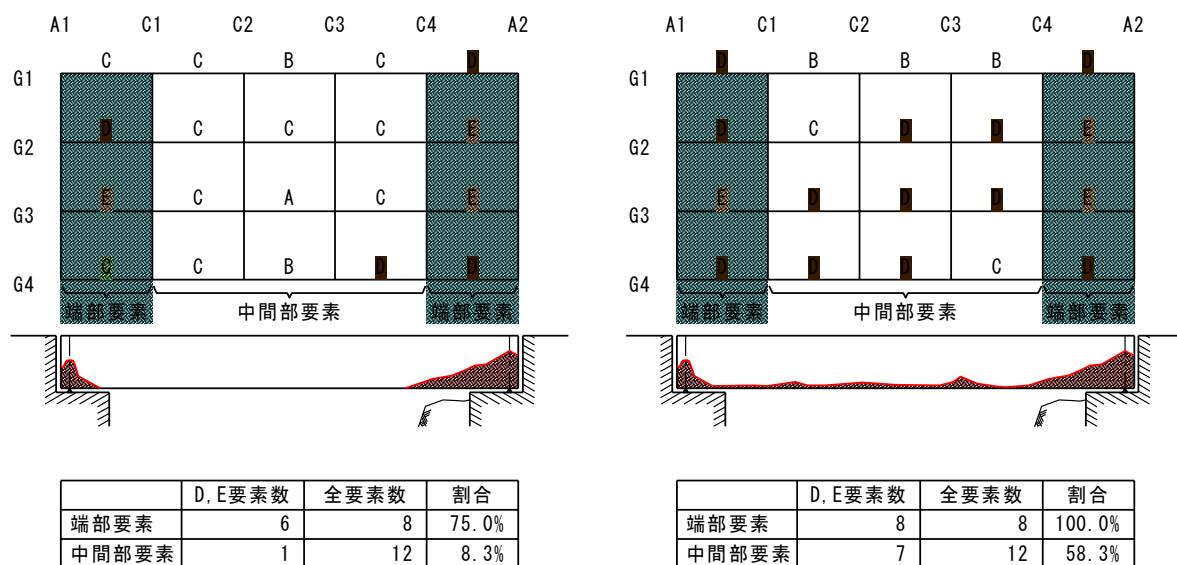 A1 C1 C2 C3 C4 A2
C C B C D
G1
D C C C E
G2
E C A C E
G3
C C B D D
G4
端部要素 中間部要素 端部要素
D,E要素数 全要素数 割合
端部要素 6 8 75.0%
中間部要素 1 12 8.3%
A1 C1 C2 C3 C4 A2
D B B B D
G1
D C D D E
G2
E D D D E
G3
D D D C D
G4
端部要素 中間部要素 端部要素
D,E要素数 全要素数 割合
端部要素 8 8 100.0%
中間部要素 7 12 58.3%